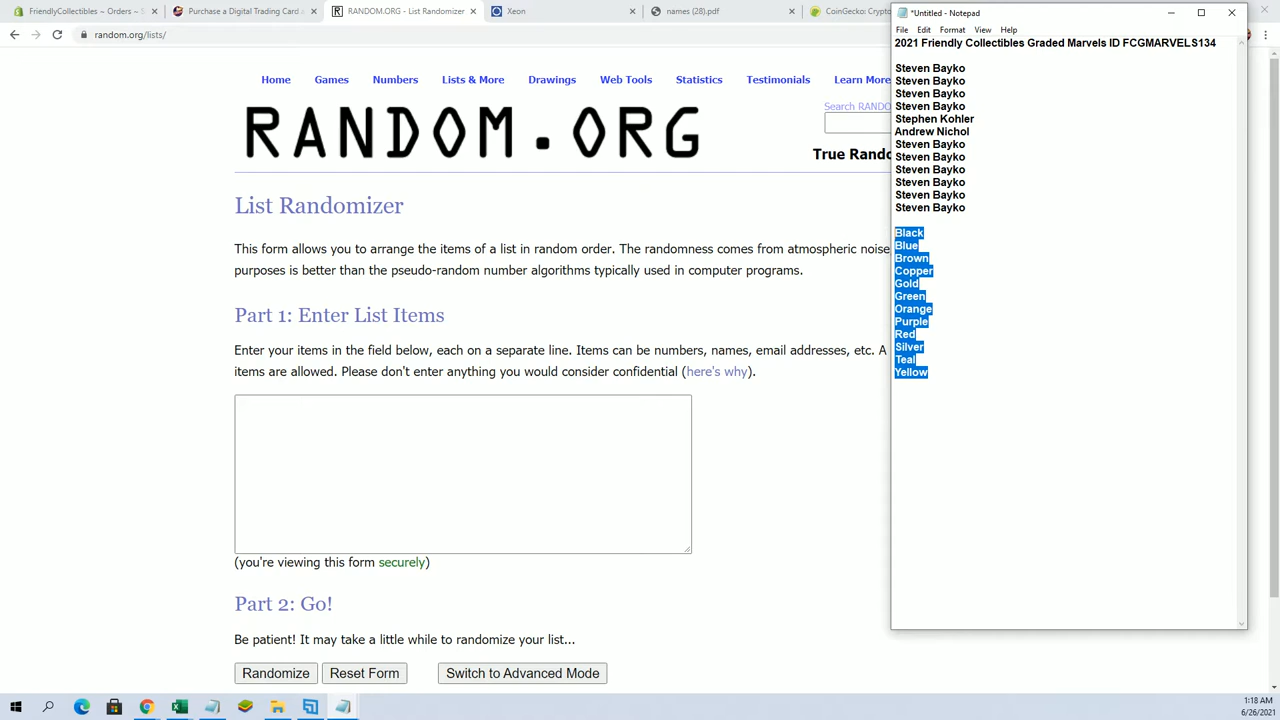 FriendlyCollectibles ~ Orders ~ S
Purchase a Digital Trading Card
RANDOM.ORG - List Randomizer
Xeon
names (28).pdf
CoinGecko: Crypto
random.org/lists/
Home
Games
Numbers
Lists & More
Drawings
Web Tools
Statistics
Testimonials
Learn More
RANDOM.ORG
Search RANDO
True Rando
List Randomizer
This form allows you to arrange the items of a list in random order. The randomness comes from atmospheric noise
purposes is better than the pseudo-random number algorithms typically used in computer programs.
Part 1: Enter List Items
Enter your items in the field below, each on a separate line. Items can be numbers, names, email addresses, etc. A
items are allowed. Please don't enter anything you would consider confidential (here's why).
(you're viewing this form securely)
Part 2: Go!
Be patient! It may take a little while to randomize your list...
Randomize
Reset Form
Switch to Advanced Mode
*Untitled - Notepad
File
Edit
Format
View
Help
2021 Friendly Collectibles Graded Marvels ID FCGMARVELS134
Steven Bayko
Steven Bayko
Steven Bayko
Steven Bayko
Stephen Kohler
Andrew Nichol
Steven Bayko
Steven Bayko
Steven Bayko
Steven Bayko
Steven Bayko
Steven Bayko
Black
Blue
Brown
Copper
Gold
Green
Orange
Purple
Red
Silver
Teal
Yellow
1:18 AM
6/26/2021